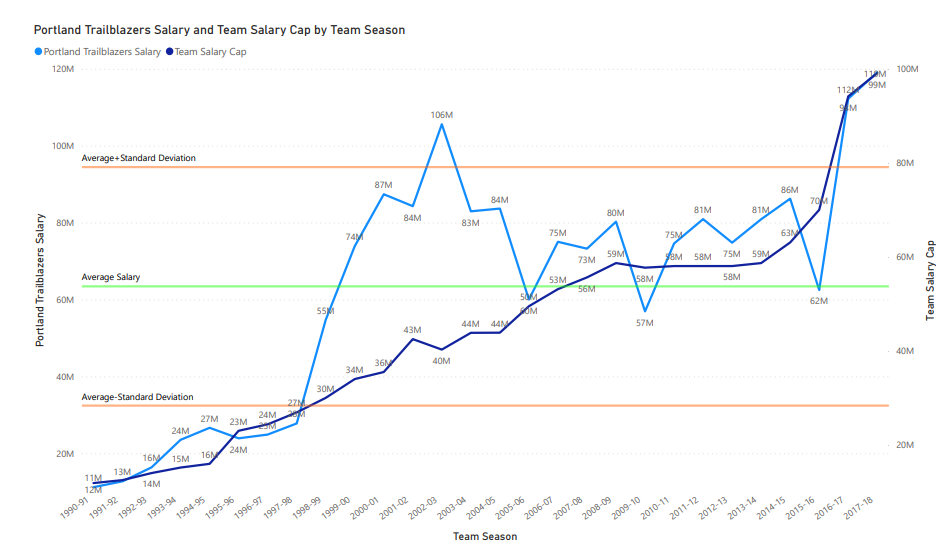 Portland Trailblazers Salary and Team Salary Cap by Team Season
Portland Trailblazers Salary Team Salary Cap
120M
100M
80M
60M
40M
20M
Portland Trailblazers Salary
Average+Standard Deviation
Average Salary
Average-Standard Deviation
11M
13M
16M
24M
27M
23M
24M
27M
30M
55M
34M
74M
36M
87M
43M
84M
106M
40M
83M
44M
84M
44M
60M
75M
53M
73M
56M
80M
59M
58M
57M
75M
58M
81M
58M
75M
58M
81M
59M
86M
63M
70M
62M
112M
99M
12M
14M
15M
16M
24M
100M
80M
60M
40M
20M
Team Salary Cap
1990-91
1991-92
1992-93
1993-94
1994-95
1995-96
1996-97
1997-98
1998-99
1999-00
2000-01
2001-02
2002-03
2003-04
2004-05
2005-06
2006-07
2007-08
2008-09
2009-10
2010-11
2011-12
2012-13
2013-14
2014-15
2015-16
2016-17
2017-18
Team Season